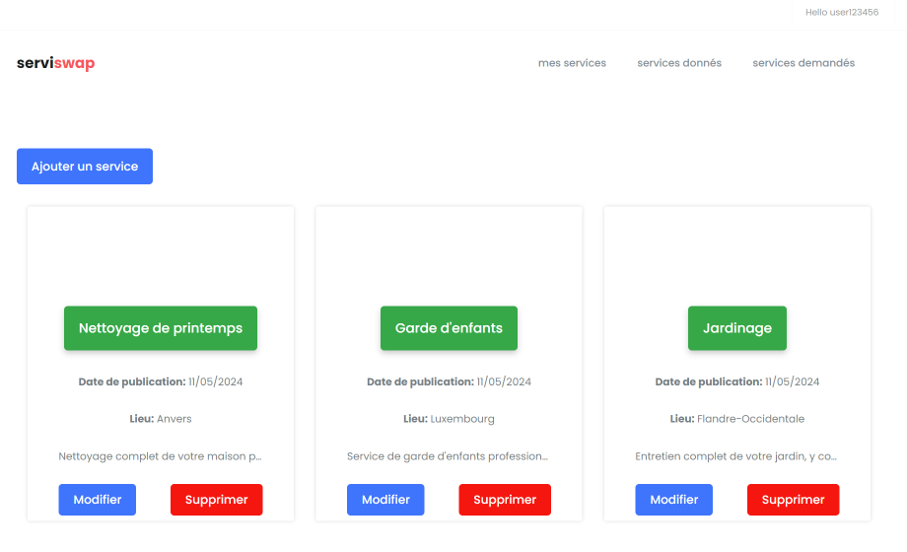 Hello user123456
serviswap
mes services services donnés services demandés
Ajouter un service
Nettoyage de printemps
Date de publication: 11/05/2024
Lieu: Anvers
Nettoyage complet de votre maison p...
Modifier Supprimer
Garde d'enfants
Date de publication: 11/05/2024
Lieu: Luxembourg
Service de garde d'enfants profession...
Modifier Supprimer
Jardinage
Date de publication: 11/05/2024
Lieu: Flandre-Occidentale
Entretien complet de votre jardin, y co...
Modifier Supprimer